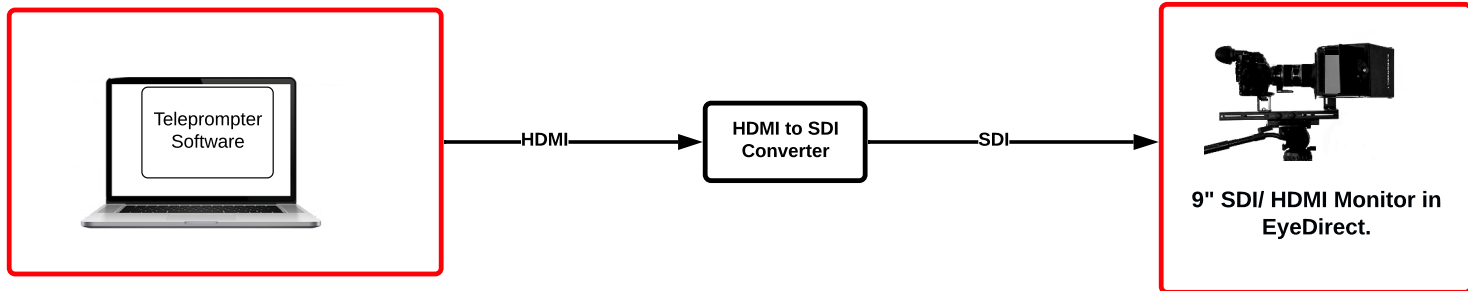 Teleprompter
Software
HDMI
HDMI to SDI
Converter
SDI
9" SDI/ HDMI Monitor in
EyeDirect.